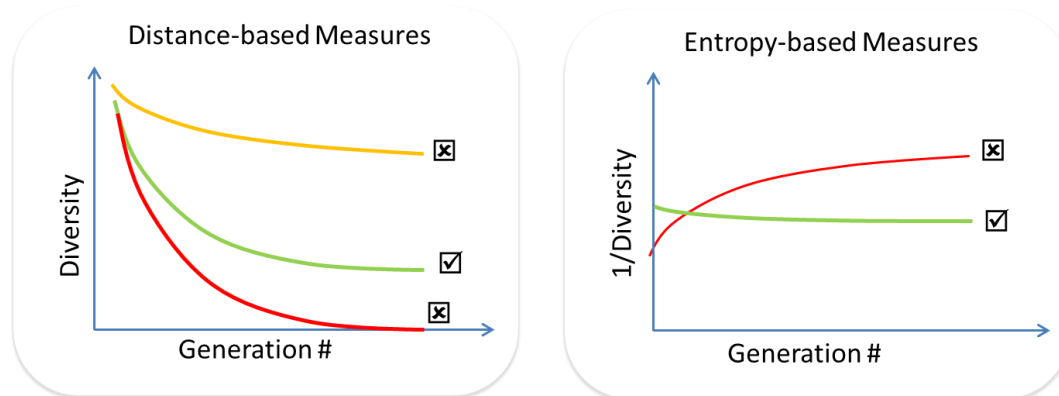 Distance-based Measures
Diversity
Generation #
Entropy-based Measures
1/Diversity
Generation #